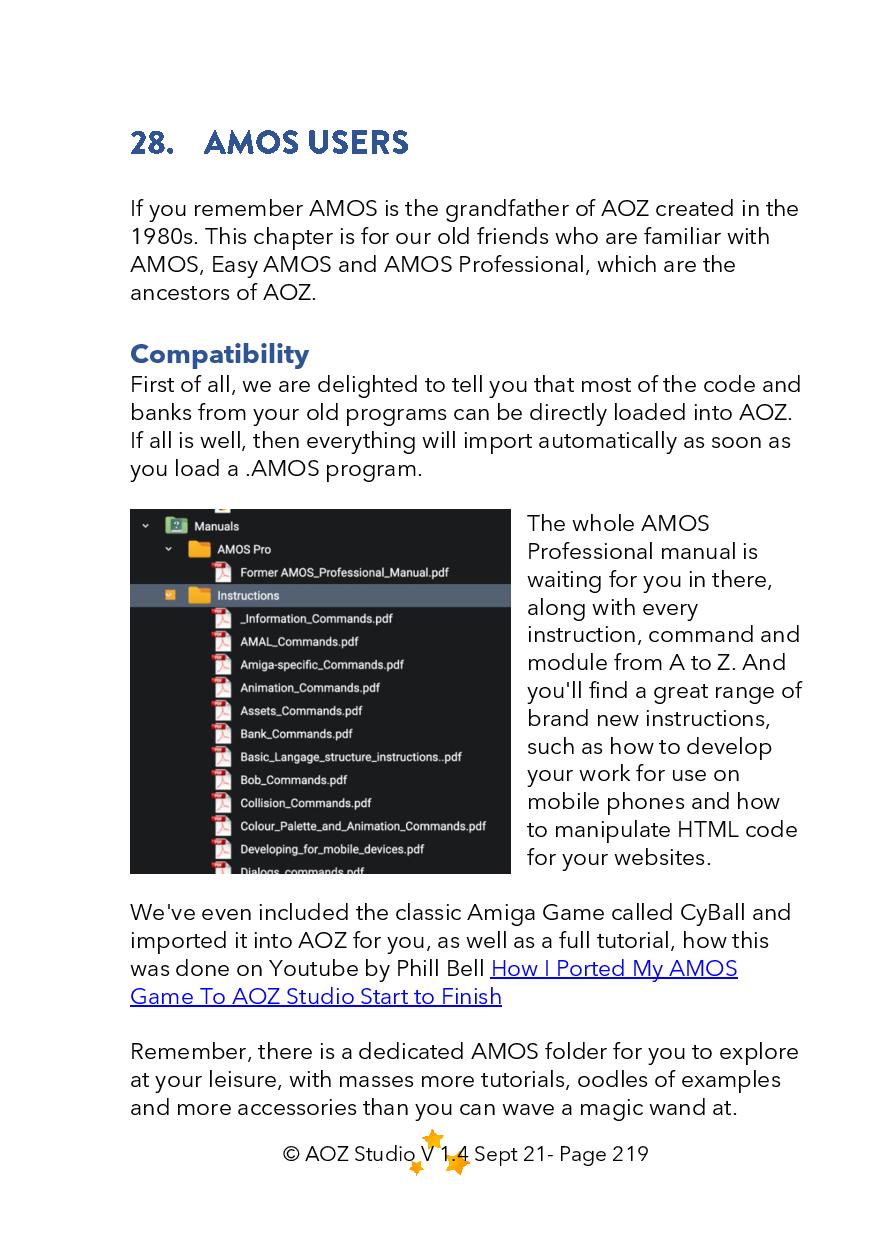 28. AMOS USERS
If you remember AMOS is the grandfather of AOZ created in the
1980s. This chapter is for our old friends who are familiar with
AMOS, Easy AMOS and AMOS Professional, which are the
ancestors of AOZ.
Compatibility
First of all, we are delighted to tell you that most of the code and
banks from your old programs can be directly loaded into AOZ.
If all is well, then everything will import automatically as soon as
you load a .AMOS program.
Manuals
AMOS Pro
Former AMOS_Professional_Manual.pdf
Instructions
_Information_Commands.pdf
AMAL_Commands.pdf
Amiga-specific_Commands.pdf
Animation_Commands.pdf
Assets_Commands.pdf
Bank_Commands.pdf
Basic_Langage_structure_instructions..pdf
Bob_Commands.pdf
Collision_Commands.pdf
Colour_Palette_and_Animation_Commands.pdf
Developing_for_mobile_devices.pdf
Dialogs_commands.pdf
The whole AMOS
Professional manual is
waiting for you in there,
along with every
instruction, command and
module from A to Z. And
you'll find a great range of
brand new instructions,
such as how to develop
your work for use on
mobile phones and how
to manipulate HTML code
for your websites.
We've even included the classic Amiga Game called CyBall and
imported it into AOZ for you, as well as a full tutorial, how this
was done on Youtube by Phill Bell How I Ported My AMOS
Game To AOZ Studio Start to Finish
Remember, there is a dedicated AMOS folder for you to explore
at your leisure, with masses more tutorials, oodles of examples
and more accessories than you can wave a magic wand at.
© AOZ Studio V 1.4 Sept 21- Page 219